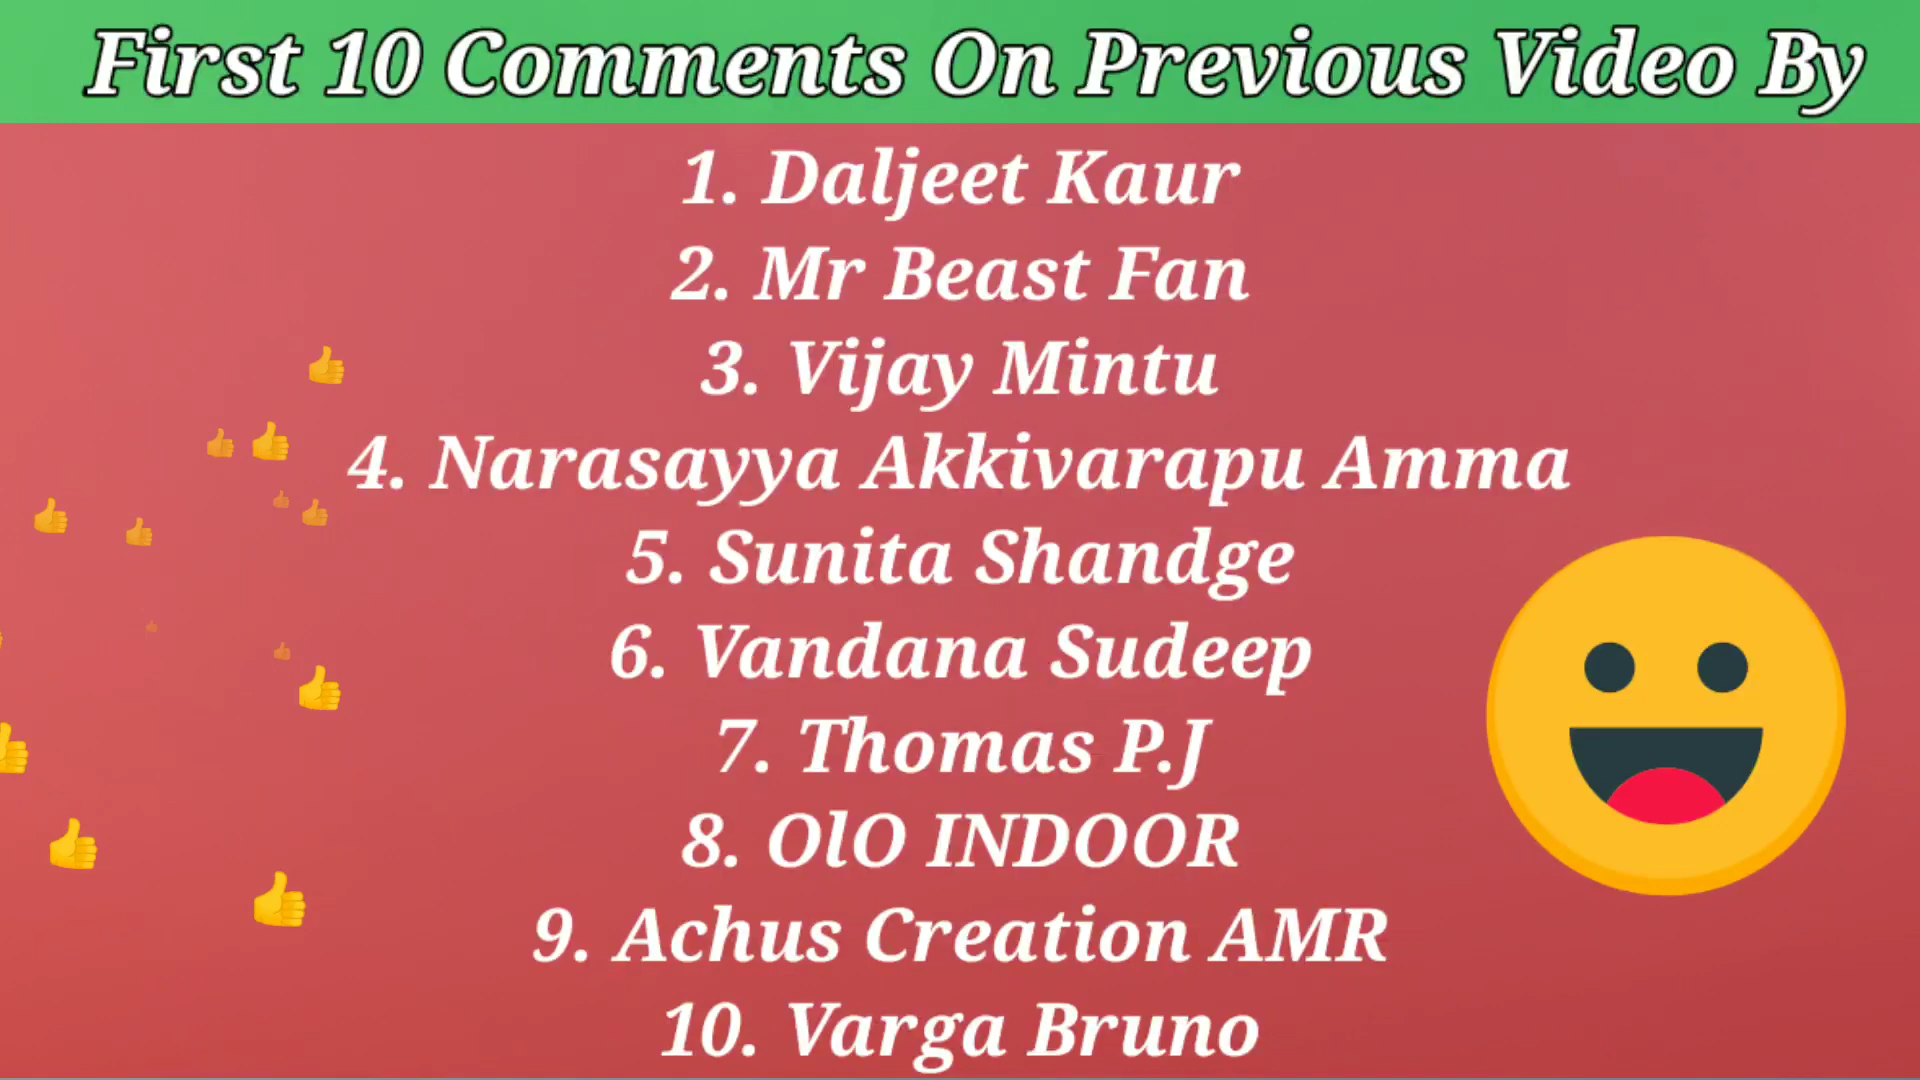 First 10 Comments On Previous Video By
1. Daljeet Kaur
2. Mr Beast Fan
3. Vijay Mintu
4. Narasayya Akkivarapu Amma
5. Sunita Shandge
6. Vandana Sudeep
7. Thomas P.J
8. OlO INDOOR
9. Achus Creation AMR
10. Varga Bruno